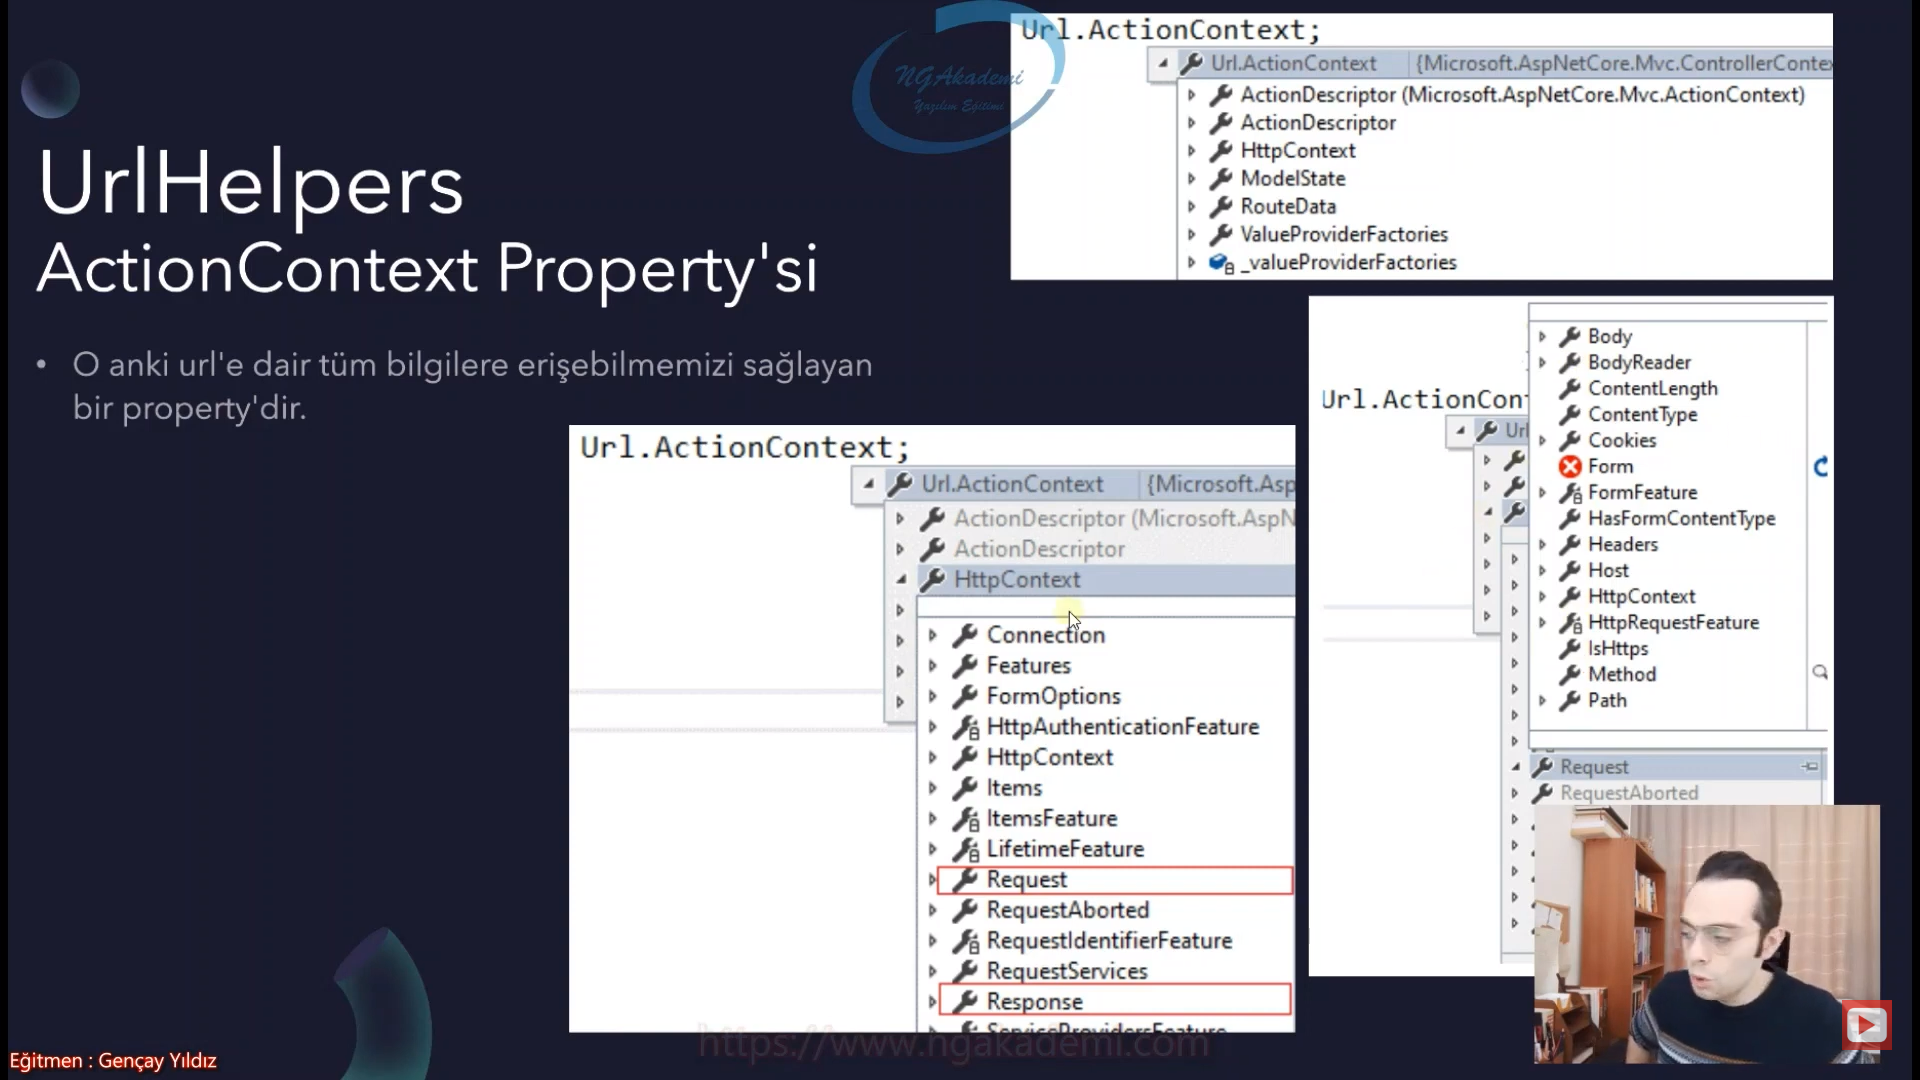 NGAkademi
Yazılım Eğitimi
UrlHelpers
ActionContext Property'si
• O anki url'e dair tüm bilgilere erişebilmemizi sağlayan
bir property'dir.
Url.ActionContext;
Url.ActionContext {Microsoft.AspNetCore.Mvc.ControllerContex
ActionDescriptor (Microsoft.AspNetCore.Mvc.ActionContext)
ActionDescriptor
HttpContext
ModelState
RouteData
ValueProviderFactories
_valueProviderFactories
Url.ActionContext;
Url.ActionContext {Microsoft.Asp
ActionDescriptor (Microsoft.AspN
ActionDescriptor
HttpContext
Connection
Features
FormOptions
HttpAuthenticationFeature
HttpContext
Items
ItemsFeature
LifetimeFeature
Request
RequestAborted
RequestIdentifierFeature
RequestServices
Response
ServiceProvidersFeature
Url.ActionCon
Url
Body
BodyReader
ContentLength
ContentType
Cookies
Form
FormFeature
HasFormContentType
Headers
Host
HttpContext
HttpRequestFeature
IsHttps
Method
Path
Request
RequestAborted
https://www.ngakademi.com
Eğitmen : Gençay Yıldız